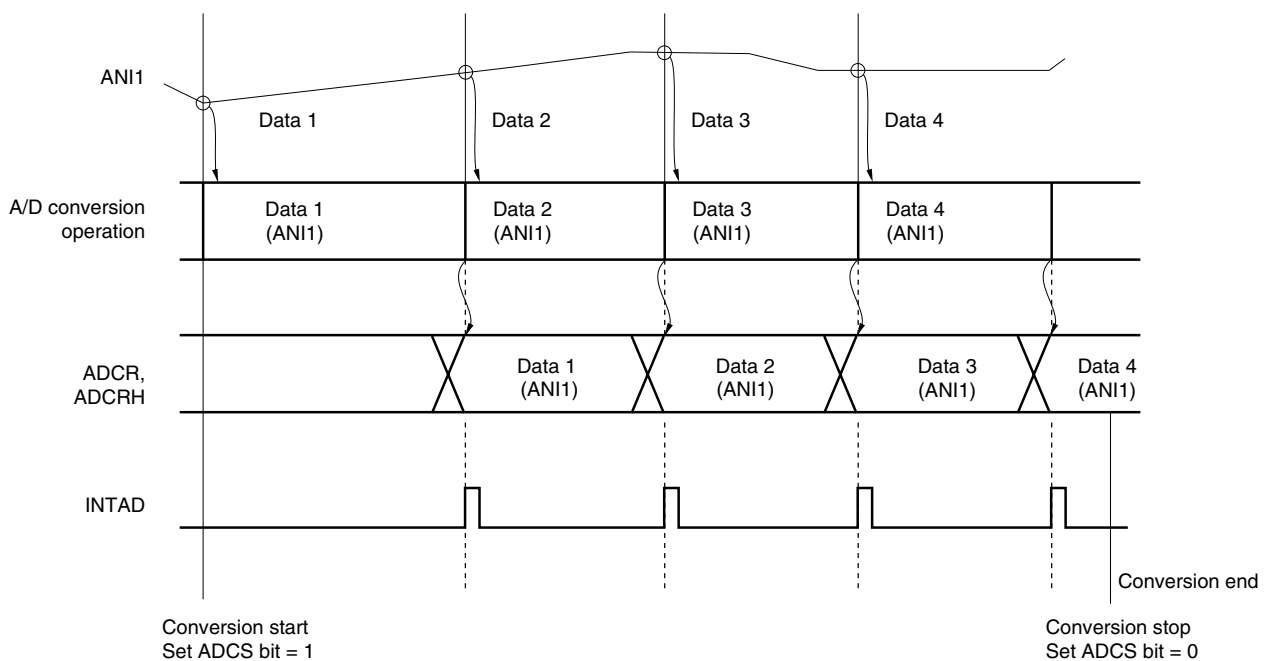 ANI1
Data 1
Data 2
Data 3
Data 4
A/D conversion
operation
Data 1
(ANI1)
Data 2
(ANI1)
Data 3
(ANI1)
Data 4
(ANI1)
ADCR,
ADCRH
Data 1
(ANI1)
Data 2
(ANI1)
Data 3
(ANI1)
Data 4
(ANI1)
INTAD
Conversion end
Conversion start
Set ADCS bit = 1
Conversion stop
Set ADCS bit = 0